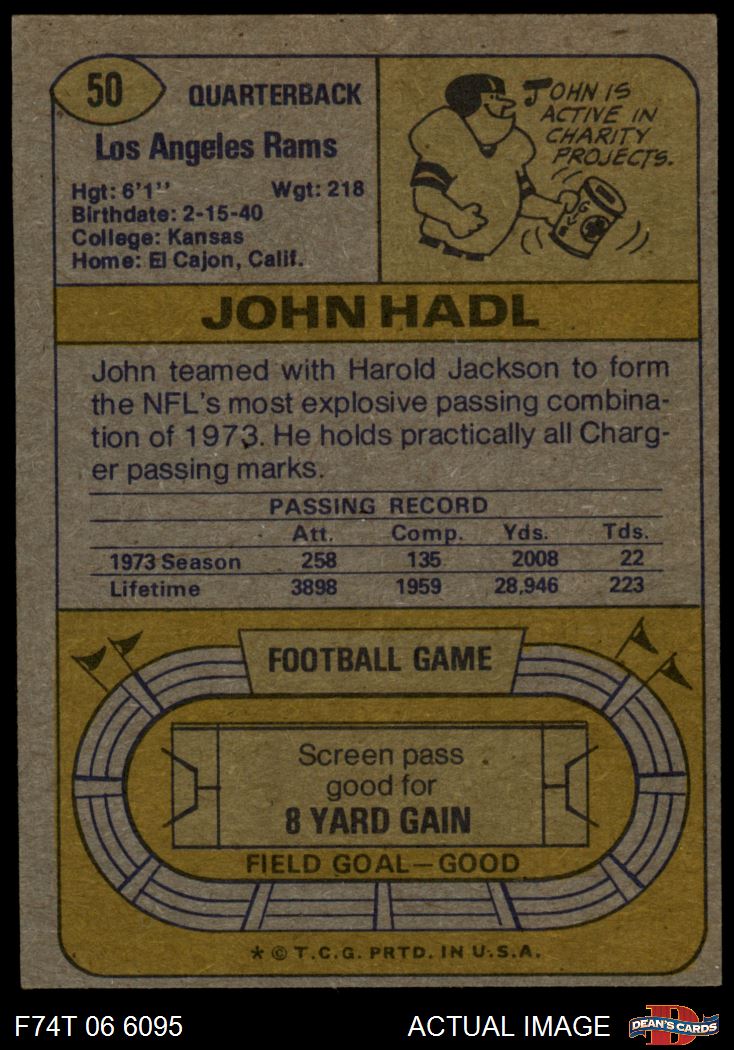 50
QUARTERBACK
Los Angeles Rams
Hgt: 6'1" Wgt: 218
Birthdate: 2-15-40
College: Kansas
Home: El Cajon, Calif.
JOHN IS
ACTIVE IN
CHARITY
PROJECTS.
GIVE
JOHN HADL
John teamed with Harold Jackson to form
the NFL's most explosive passing combina-
tion of 1973. He holds practically all Charg-
er passing marks.
PASSING RECORD
Att. Comp. Yds. Tds.
1973 Season 258 135 2008 22
Lifetime 3898 1959 28,946 223
FOOTBALL GAME
Screen pass
good for
8 YARD GAIN
FIELD GOAL—GOOD
* © T.C.G. PRTD. IN U.S.A.
F74T 06 6095 ACTUAL IMAGE
D
DEAN'S CARDS